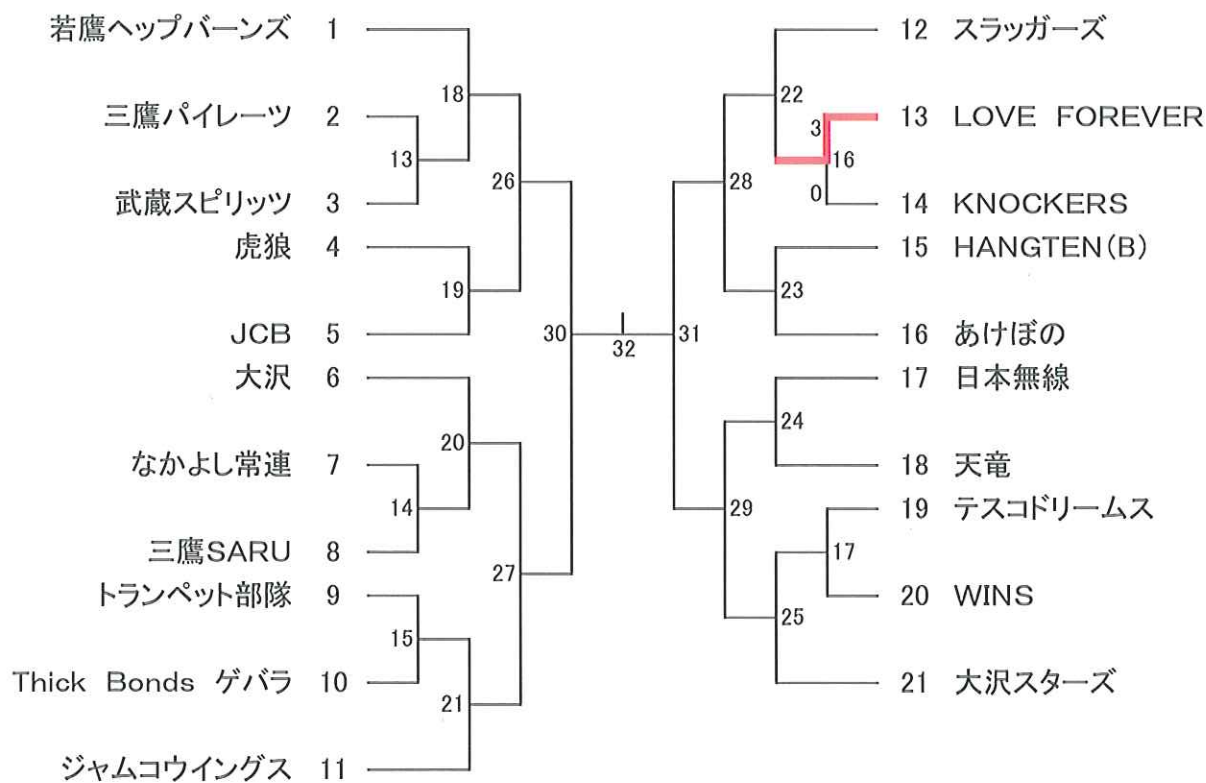 若鷹ヘップバーンズ 1
18
三鷹パイレーツ 2
13
武蔵スピリッツ 3
26
虎狼 4
19
JCB 5
30
大沢 6
20
なかよし常連 7
14
三鷹SARU 8
27
トランペット部隊 9
15
Thick Bonds ゲバラ 10
21
ジャムコウイングス 11
32
12 スラッガーズ
22
3
13 LOVE FOREVER
16
0
14 KNOCKERS
28
15 HANGTEN(B)
23
16 あけぼの
31
17 日本無線
24
18 天竜
29
19 テスコドリームス
17
20 WINS
25
21 大沢スターズ